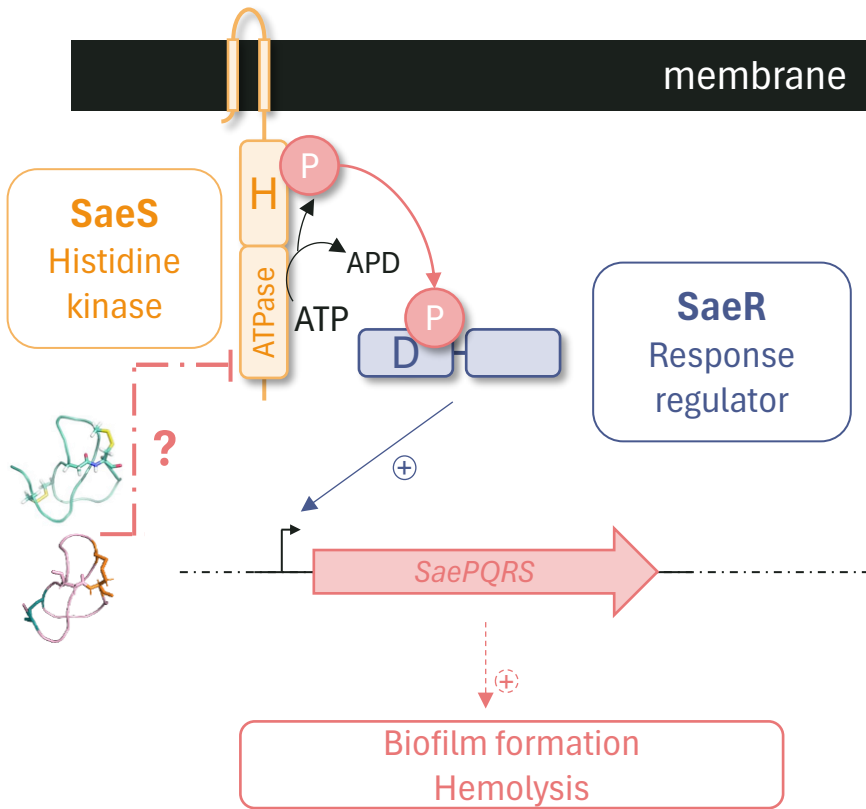 membrane
P
H
SaeS
Histidine
kinase
APD
ATPase
ATP
P
D
SaeR
Response
regulator
?
+
SaePQRS
+
Biofilm formation
Hemolysis